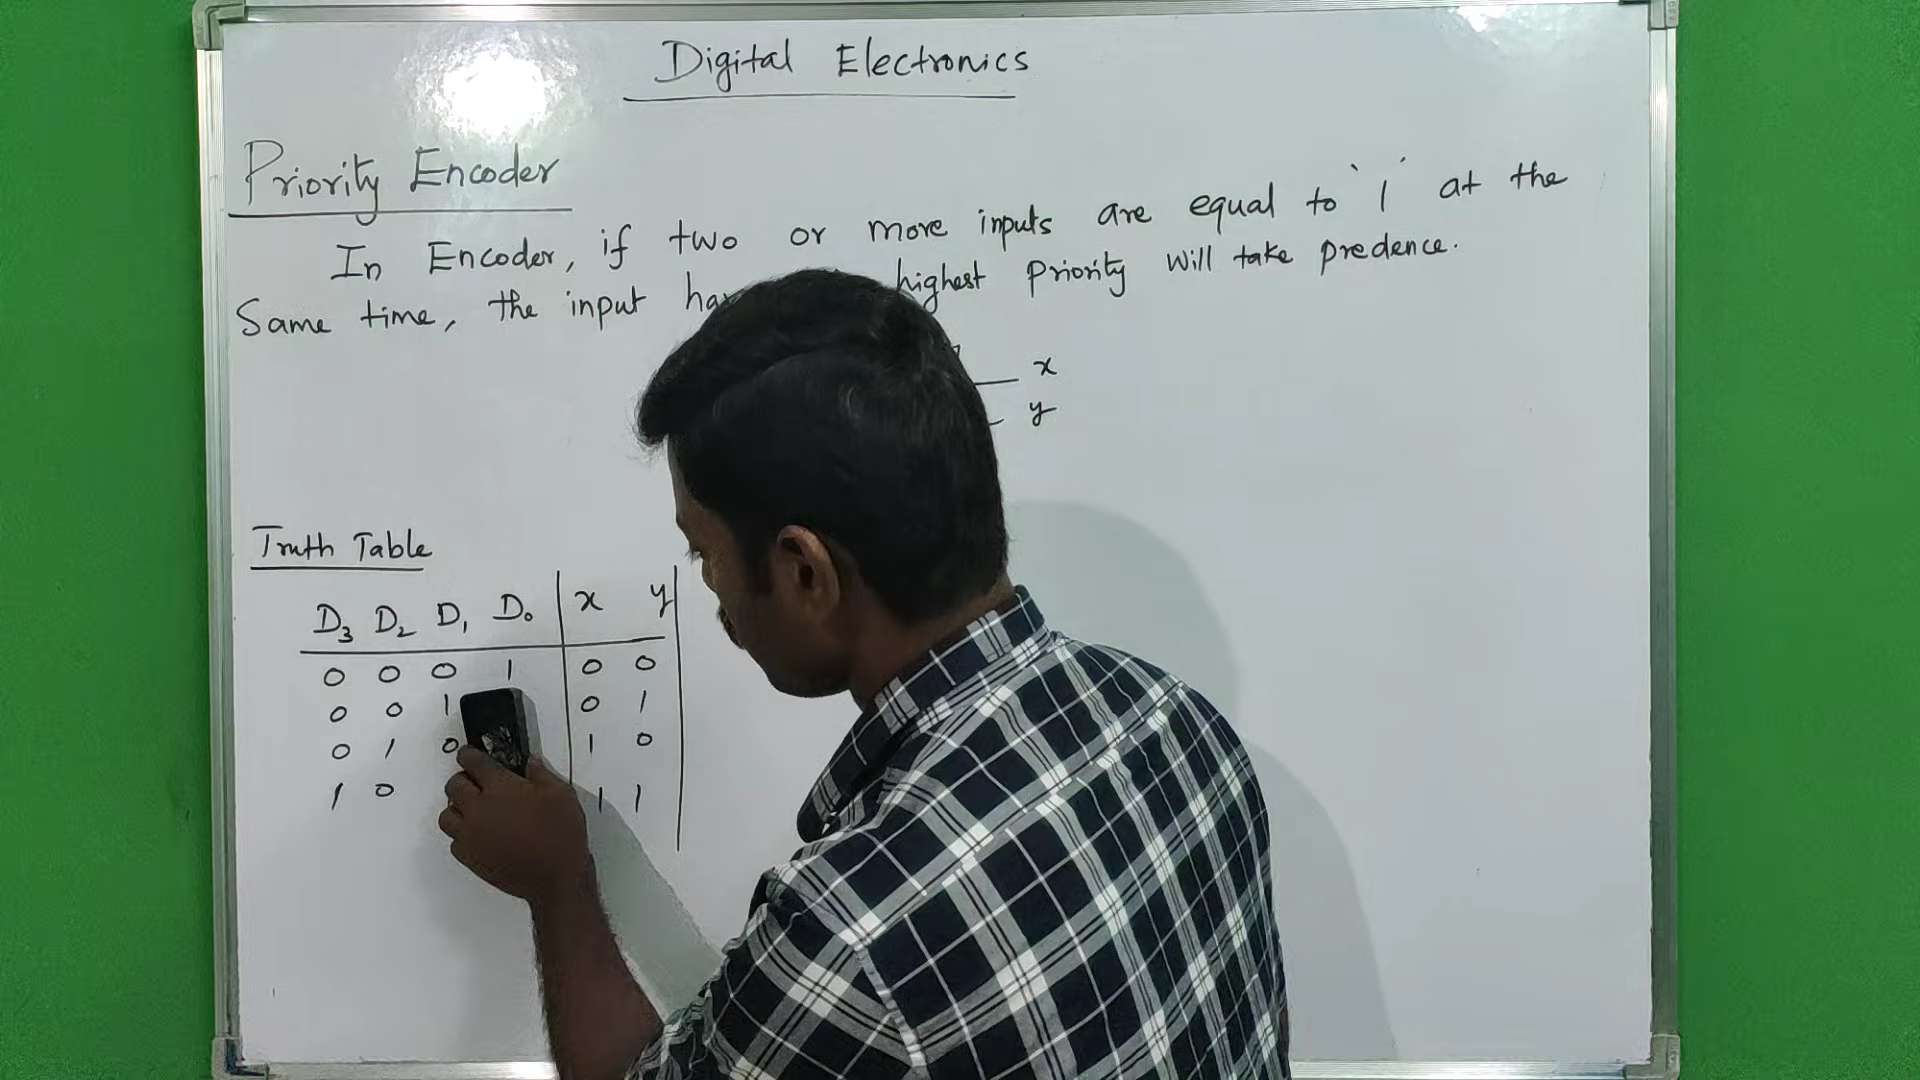 Digital Electronics
Priority Encoder
In Encoder, if two or more inputs are equal to '1' at the
Same time, the input highest Priority will take predence.
x
y
Truth Table
D3 D2 D1 D0 x y
0 0 0 1 0 0
0 0 1 0 1
0 1 0 1 0
1 0 1 1